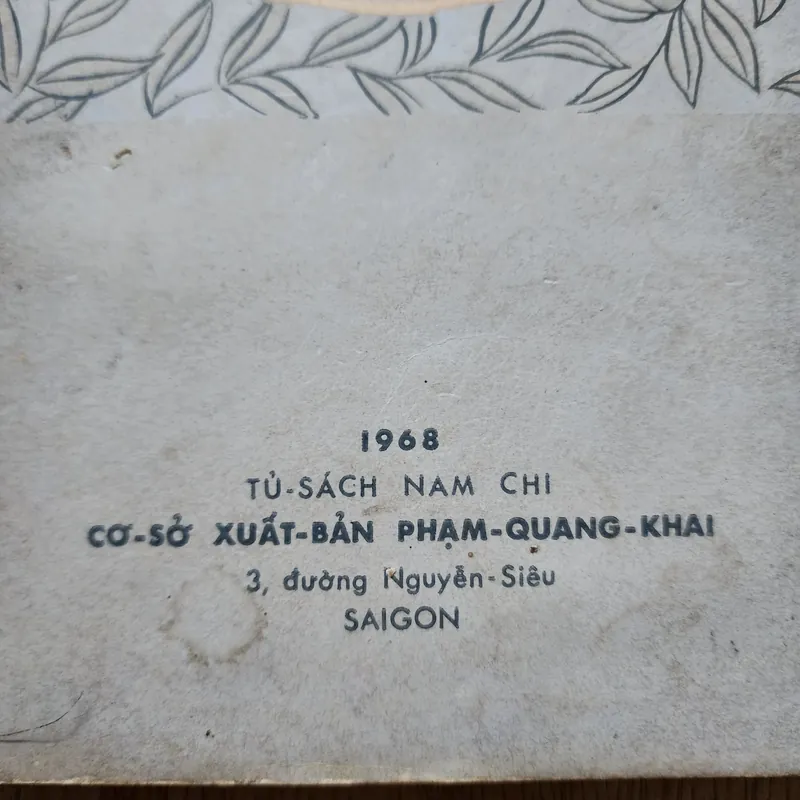 1968
TỦ-SÁCH NAM CHI
CƠ-SỞ XUẤT-BẢN PHẠM-QUANG-KHAI
3, đường Nguyễn-Siêu
SAIGON